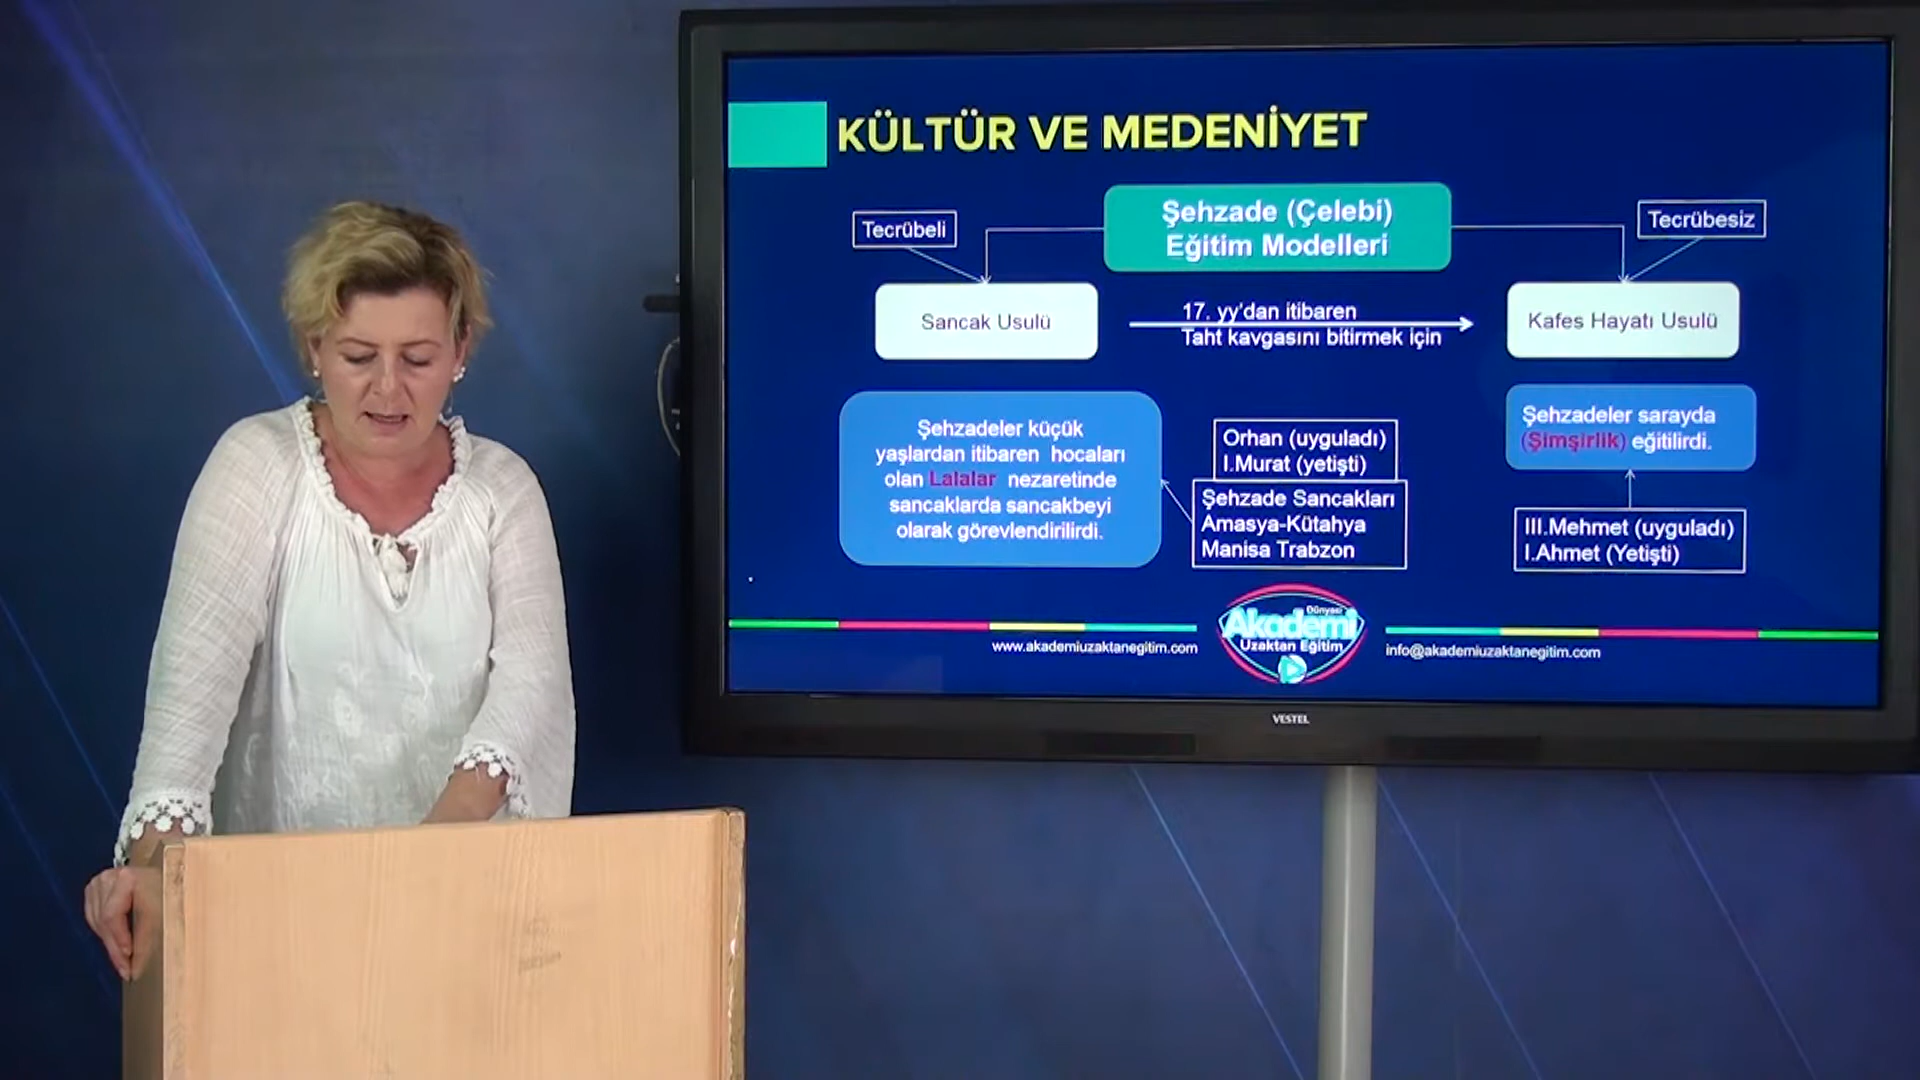 KÜLTÜR VE MEDENİYET
Şehzade (Çelebi)
Eğitim Modelleri
Tecrübeli
Tecrübesiz
Sancak Usulü
17. yy'dan itibaren
Taht kavgasını bitirmek için
Kafes Hayatı Usulü
Şehzadeler küçük
yaşlardan itibaren hocaları
olan Lalalar nezaretinde
sancaklarda sancakbeyi
olarak görevlendirilirdi.
Orhan (uyguladı)
I.Murat (yetişti)
Şehzade Sancakları
Amasya-Kütahya
Manisa Trabzon
Şehzadeler sarayda
(Şimşirlik) eğitilirdi.
III.Mehmet (uyguladı)
I.Ahmet (Yetişti)
www.akademiuzaktanegitim.com
Dünyası
Akademi
Uzaktan Eğitim
info@akademiuzaktanegitim.com
VESTEL